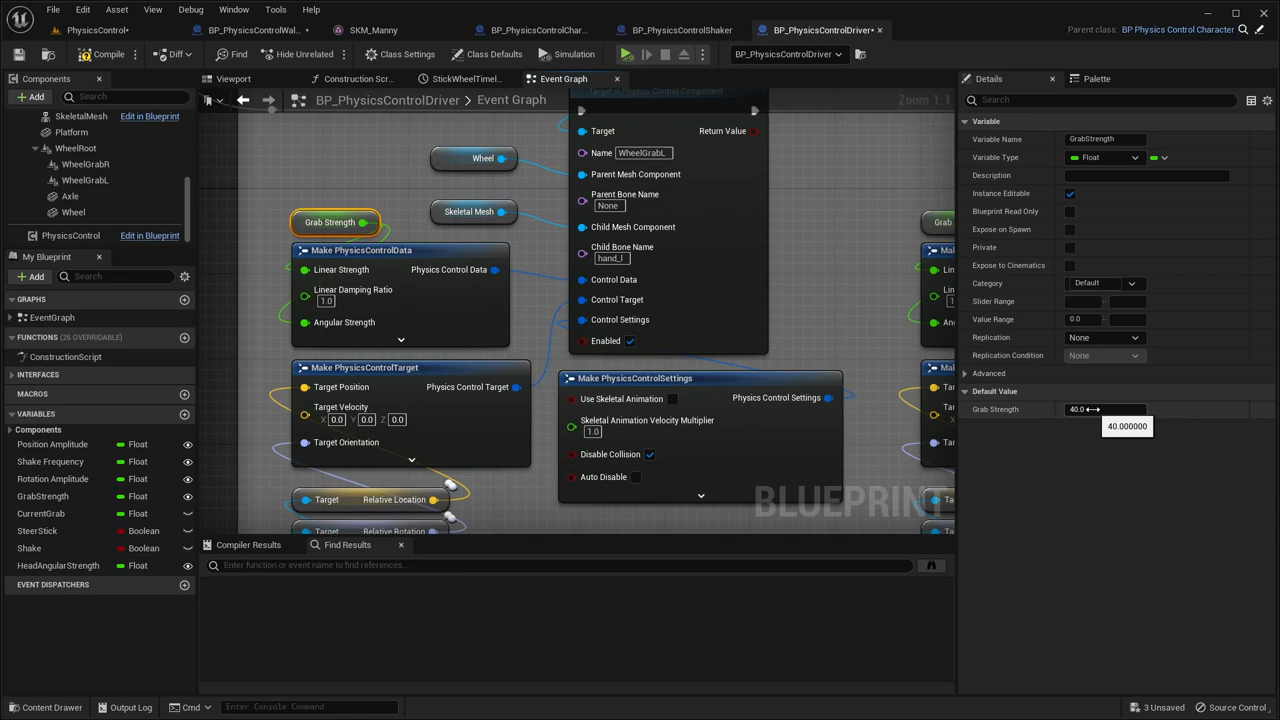 File Edit Asset View Debug Window Tools Help
PhysicsControl• BP_PhysicsControlWal... • SKM_Manny BP_PhysicsControlChar... BP_PhysicsControlShaker BP_PhysicsControlDriver• Parent class: BP Physics Control Character
Compile Diff Find Hide Unrelated Class Settings Class Defaults Simulation BP_PhysicsControlDriver
Components
Viewport Construction Scr... StickWheelTimel... Event Graph
Details Palette
Add Search
BP_PhysicsControlDriver > Event Graph Zoom 1:1
Search
SkeletalMesh Edit in Blueprint
Platform
WheelRoot
WheelGrabR
WheelGrabL
Axle
Wheel
PhysicsControl Edit in Blueprint
My Blueprint
Add Search
GRAPHS
EventGraph
FUNCTIONS (26 OVERRIDABLE)
ConstructionScript
INTERFACES
MACROS
VARIABLES
Components
Position Amplitude Float
Shake Frequency Float
Rotation Amplitude Float
GrabStrength Float
CurrentGrab Float
SteerStick Boolean
Shake Boolean
HeadAngularStrength Float
EVENT DISPATCHERS
Target is Physics Control Component
Target Return Value
Name WheelGrabL
Parent Mesh Component
Parent Bone Name
None
Child Mesh Component
Child Bone Name
hand_l
Control Data
Control Target
Control Settings
Enabled
Wheel
Skeletal Mesh
Grab Strength
Make PhysicsControlData
Linear Strength Physics Control Data
Linear Damping Ratio
1.0
Angular Strength
Make PhysicsControlTarget
Target Position Physics Control Target
Target Velocity
X 0.0 Y 0.0 Z 0.0
Target Orientation
Target Relative Location
Target Relative Rotation
Make PhysicsControlSettings
Use Skeletal Animation Physics Control Settings
Skeletal Animation Velocity Multiplier
1.0
Disable Collision
Auto Disable
BLUEPRINT
Compiler Results Find Results
Enter function or event name to find references...
Variable
Variable Name GrabStrength
Variable Type Float
Description
Instance Editable
Blueprint Read Only
Expose on Spawn
Private
Expose to Cinematics
Category Default
Slider Range
Value Range 0.0
Replication None
Replication Condition None
Advanced
Default Value
Grab Strength 40.0
40.000000
Content Drawer Output Log Cmd Enter Console Command 3 Unsaved Source Control